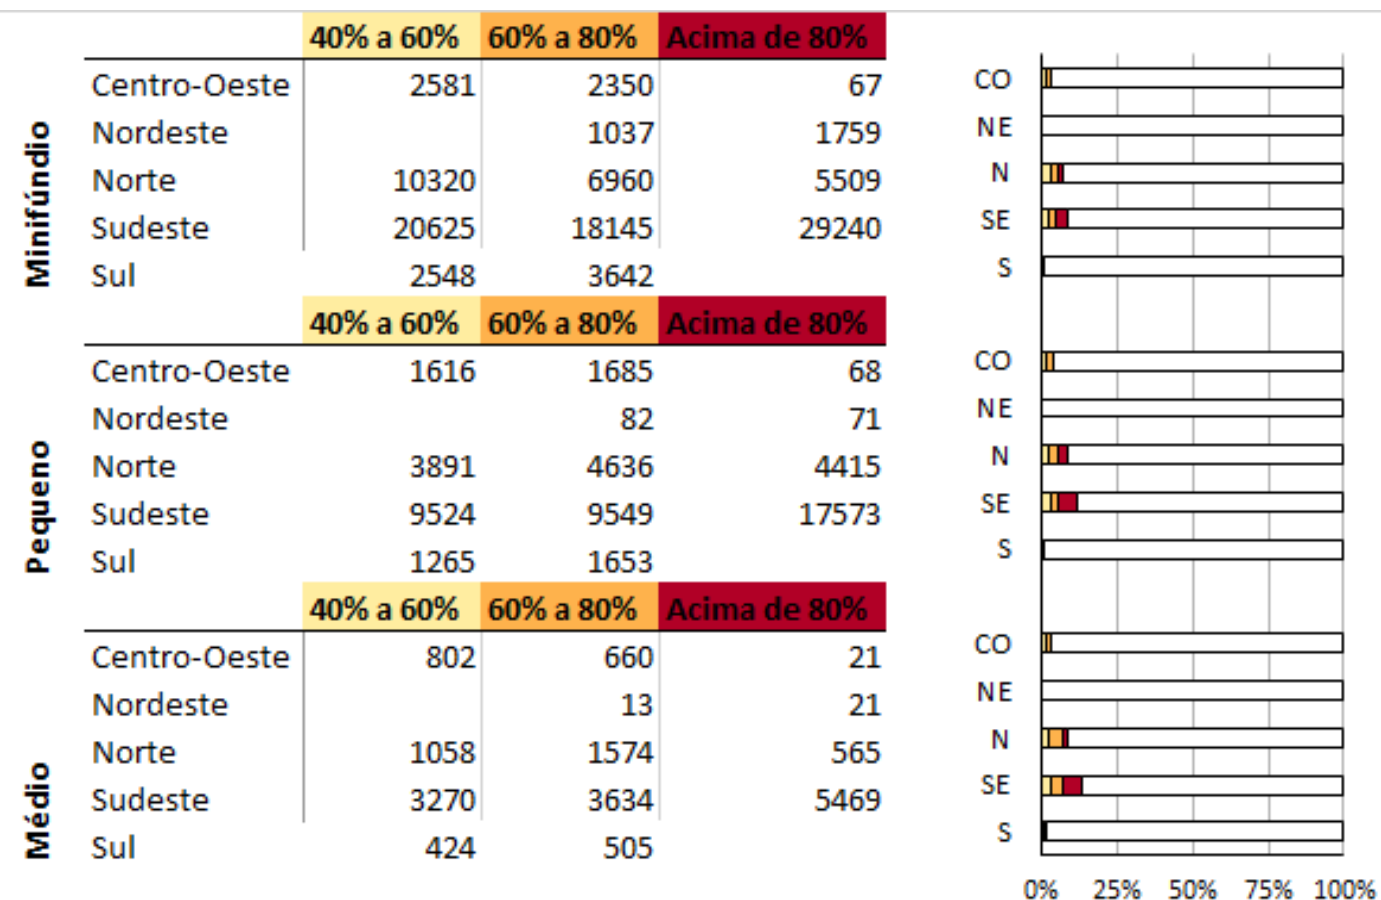 40% a 60% 60% a 80% Acima de 80%
Minifúndio
Centro-Oeste 2581 2350 67
Nordeste 1037 1759
Norte 10320 6960 5509
Sudeste 20625 18145 29240
Sul 2548 3642
40% a 60% 60% a 80% Acima de 80%
Pequeno
Centro-Oeste 1616 1685 68
Nordeste 82 71
Norte 3891 4636 4415
Sudeste 9524 9549 17573
Sul 1265 1653
40% a 60% 60% a 80% Acima de 80%
Médio
Centro-Oeste 802 660 21
Nordeste 13 21
Norte 1058 1574 565
Sudeste 3270 3634 5469
Sul 424 505
CO
NE
N
SE
S
CO
NE
N
SE
S
CO
NE
N
SE
S
0% 25% 50% 75% 100%